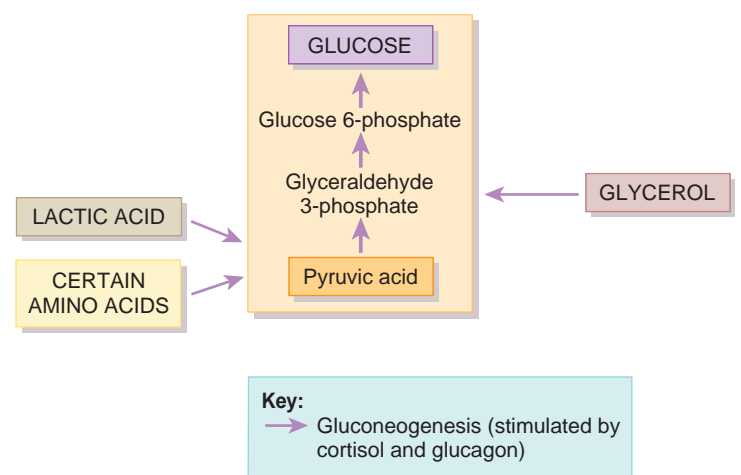 GLUCOSE
Glucose 6-phosphate
Glyceraldehyde
3-phosphate
GLYCEROL
LACTIC ACID
CERTAIN
AMINO ACIDS
Pyruvic acid
Key:
Gluconeogenesis (stimulated by
cortisol and glucagon)